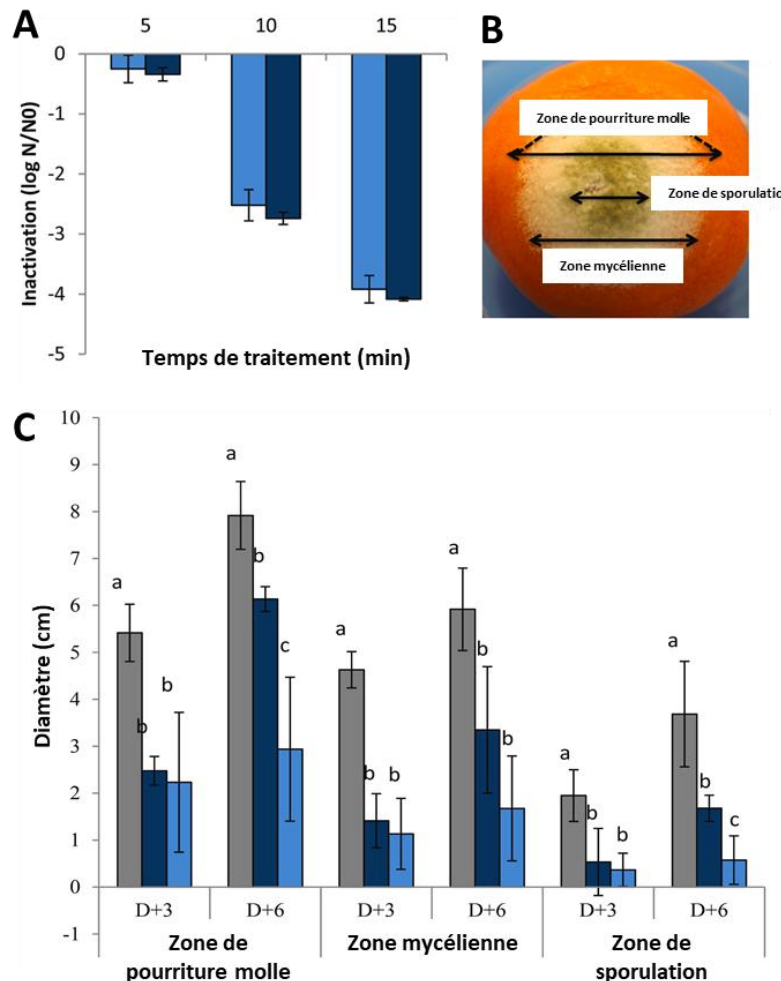 A
5 10 15
0
-1
-2
-3
-4
-5
Inactivation (log N/N0)
Temps de traitement (min)
B
Zone de pourriture molle
Zone de sporulation
Zone mycélienne
C
10
9
8
7
6
5
4
3
2
1
0
-1
Diamètre (cm)
a b b
a b c
a b b
a b b
a b b
a b c
D+3 D+6 D+3 D+6 D+3 D+6
Zone de Zone mycélienne Zone de
pourriture molle sporulation